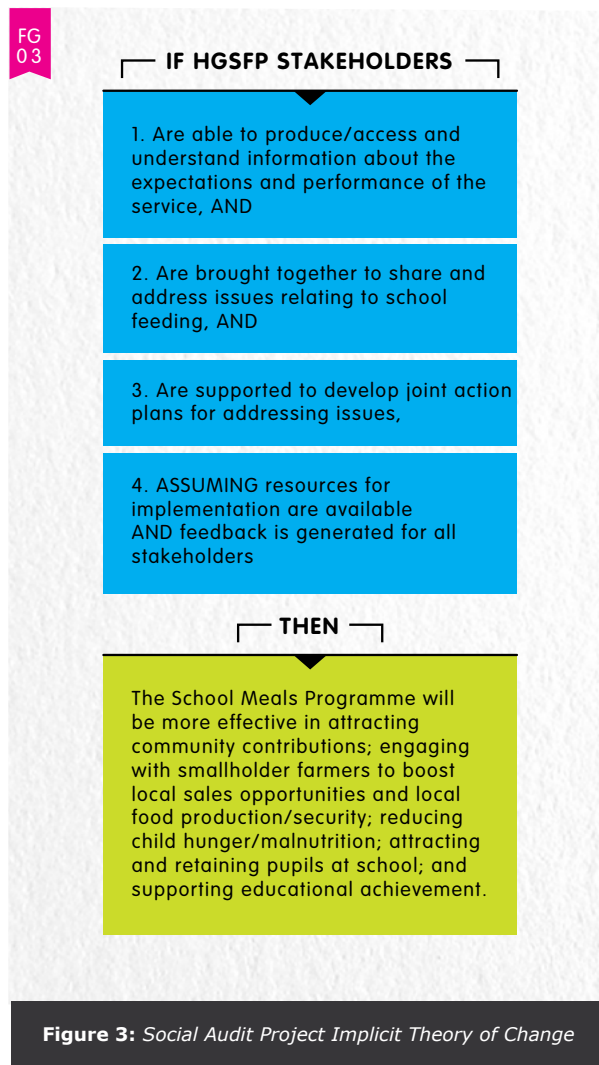 FG
03
IF HGSFP STAKEHOLDERS
1. Are able to produce/access and
understand information about the
expectations and performance of the
service, AND
2. Are brought together to share and
address issues relating to school
feeding, AND
3. Are supported to develop joint action
plans for addressing issues,
4. ASSUMING resources for
implementation are available
AND feedback is generated for all
stakeholders
THEN
The School Meals Programme will
be more effective in attracting
community contributions; engaging
with smallholder farmers to boost
local sales opportunities and local
food production/security; reducing
child hunger/malnutrition; attracting
and retaining pupils at school; and
supporting educational achievement.
Figure 3: Social Audit Project Implicit Theory of Change